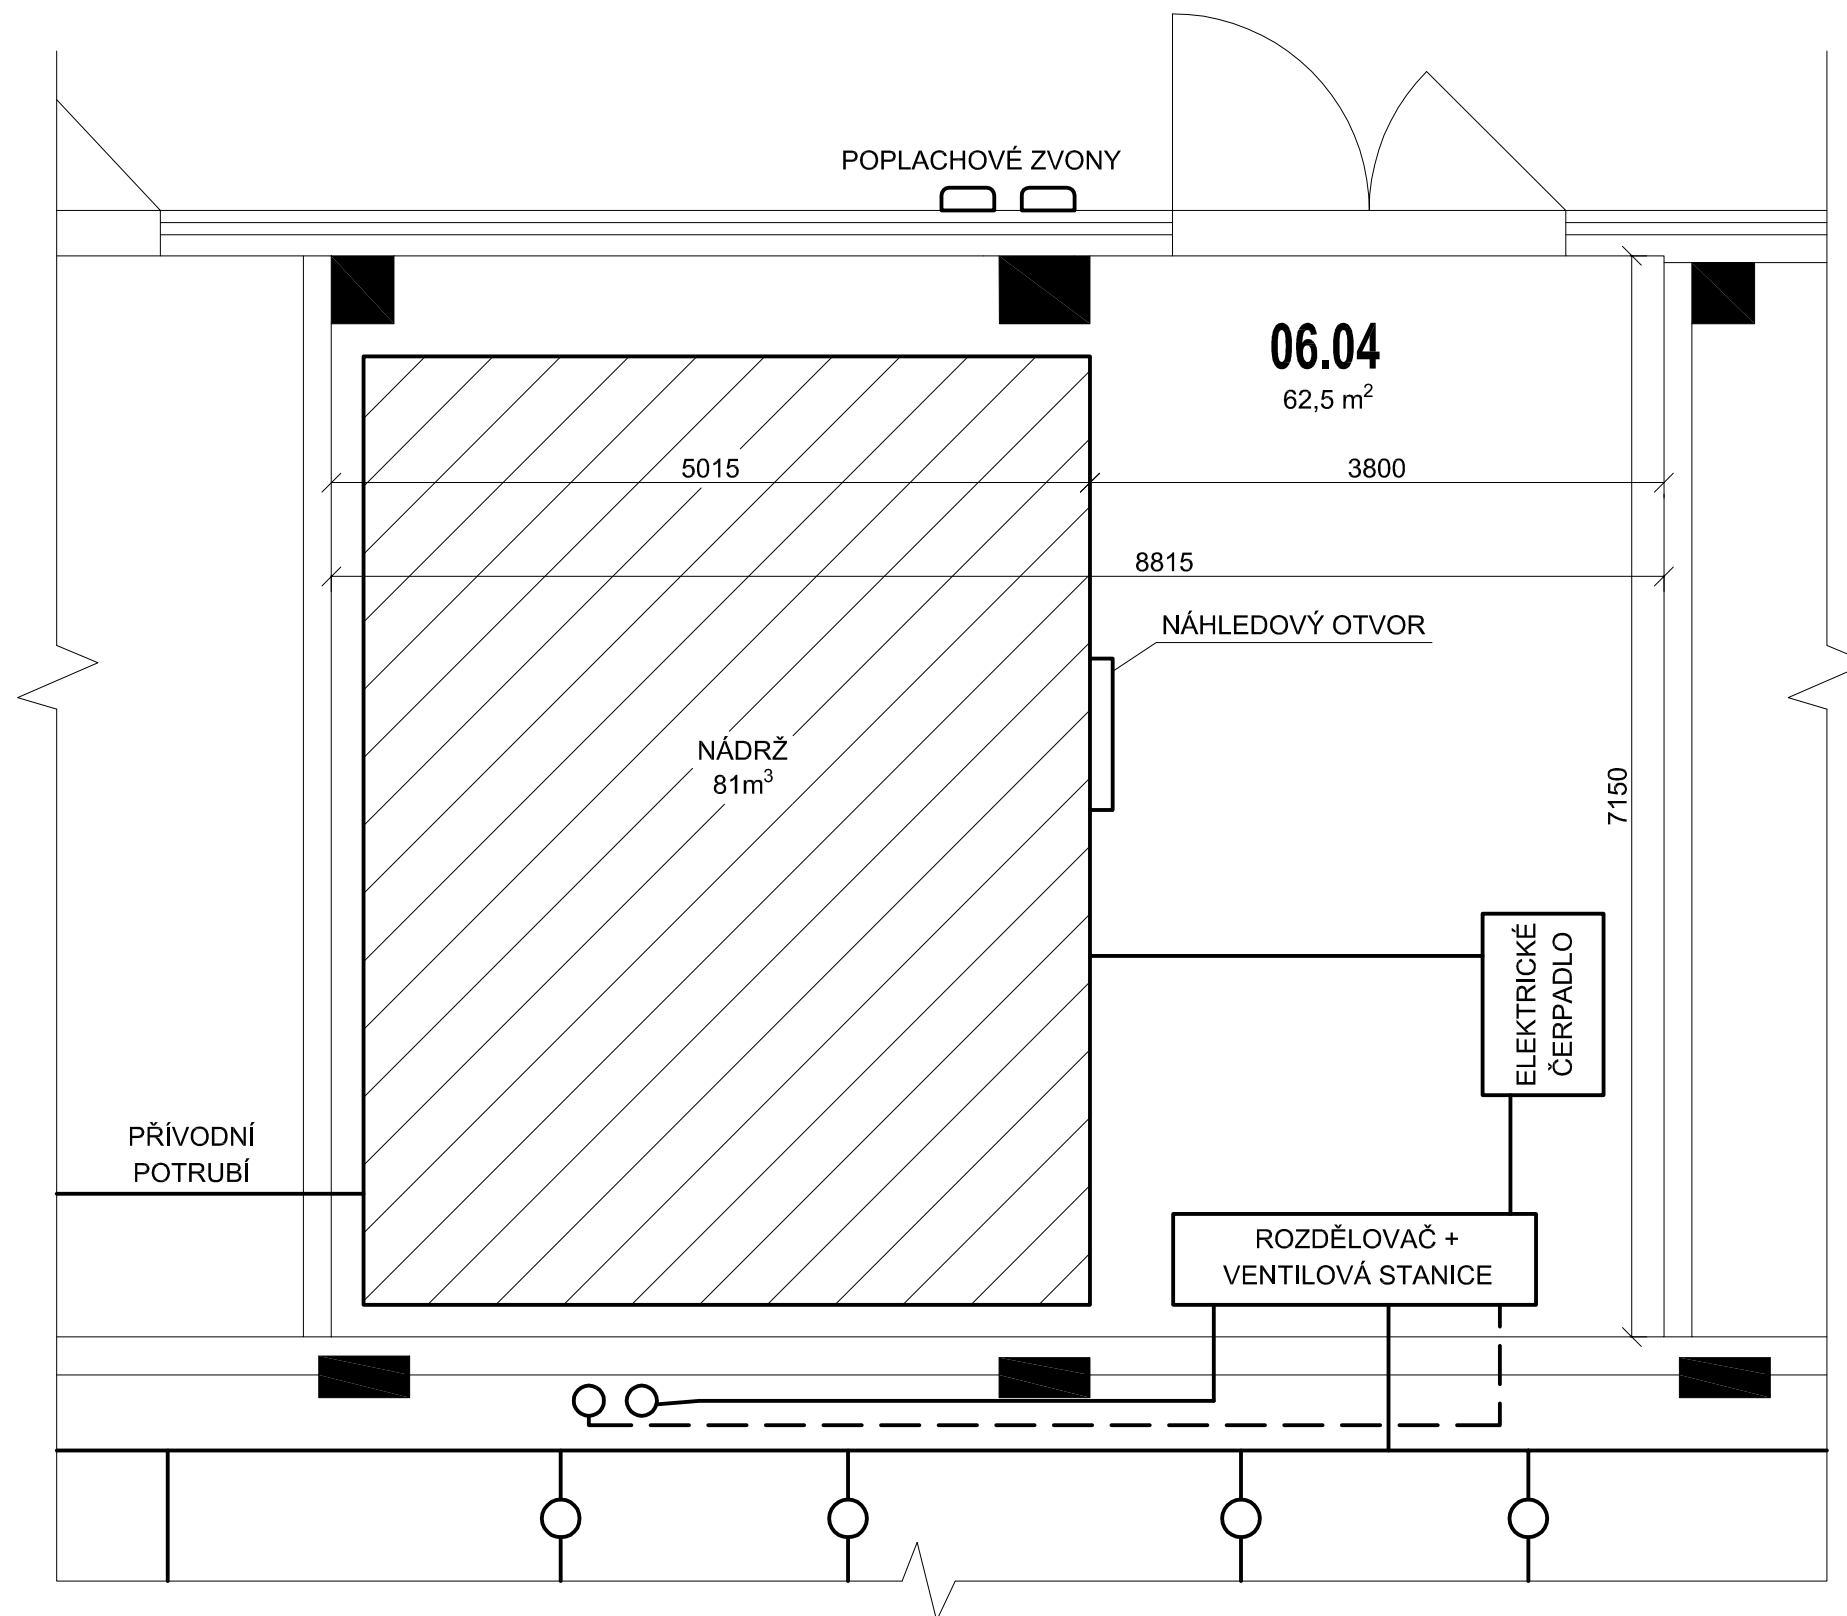 POPLACHOVÉ ZVONY
06.04
62,5 m²
5015
3800
8815
NÁHLEDOVÝ OTVOR
NÁDRŽ
81m³
7150
ELEKTRICKÉ
ČERPADLO
PŘÍVODNÍ
POTRUBÍ
ROZDĚLOVAČ +
VENTILOVÁ STANICE